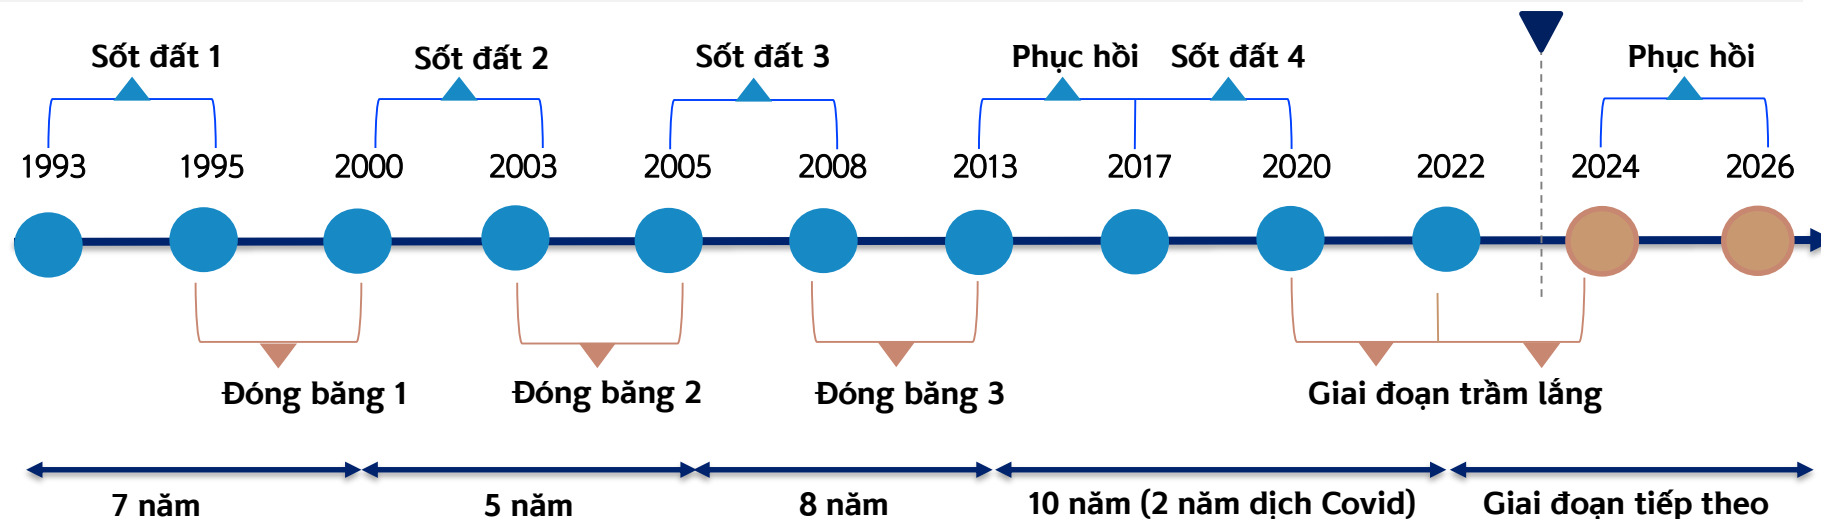 Sốt đất 1
Sốt đất 2
Sốt đất 3
Phục hồi
Sốt đất 4
Phục hồi
1993
1995
2000
2003
2005
2008
2013
2017
2020
2022
2024
2026
Đóng băng 1
Đóng băng 2
Đóng băng 3
Giai đoạn trầm lắng
7 năm
5 năm
8 năm
10 năm (2 năm dịch Covid)
Giai đoạn tiếp theo